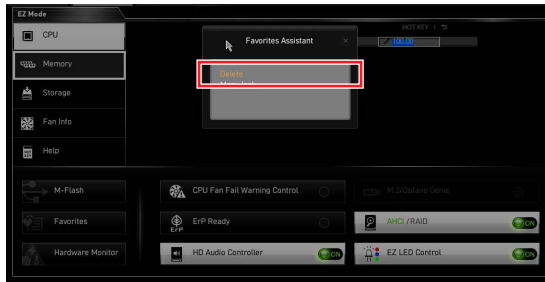 EZ Mode
HOT KEY |
CPU
Favorites Assistant
×
100.00
Memory
Delete
Storage
Fan Info
Help
M-Flash
CPU Fan Fail Warning Control
M.2/Optane Genie
Favorites
ErP
ErP Ready
AHCI /RAID
ON
Hardware Monitor
HD Audio Controller
ON
EZ LED Control
ON